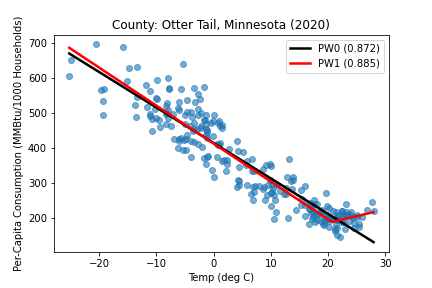 County: Otter Tail, Minnesota (2020)
Per-Capita Consumption (MMBtu/1000 Households)
700
600
500
400
300
200
PW0 (0.872)
PW1 (0.885)
−20 −10 0 10 20 30
Temp (deg C)